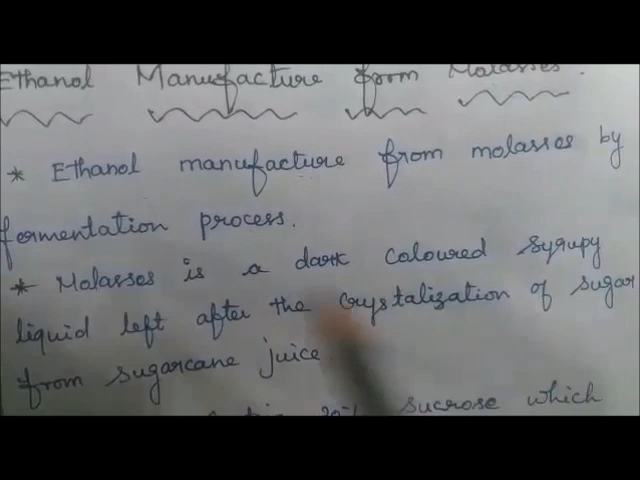 Ethanol Manufacture from Molasses.
* Ethanol manufacture from molasses by
fermentation process.
* Molasses is a dark coloured syrupy
liquid left after the crystalization of sugar
from sugarcane juice.
sucrose which